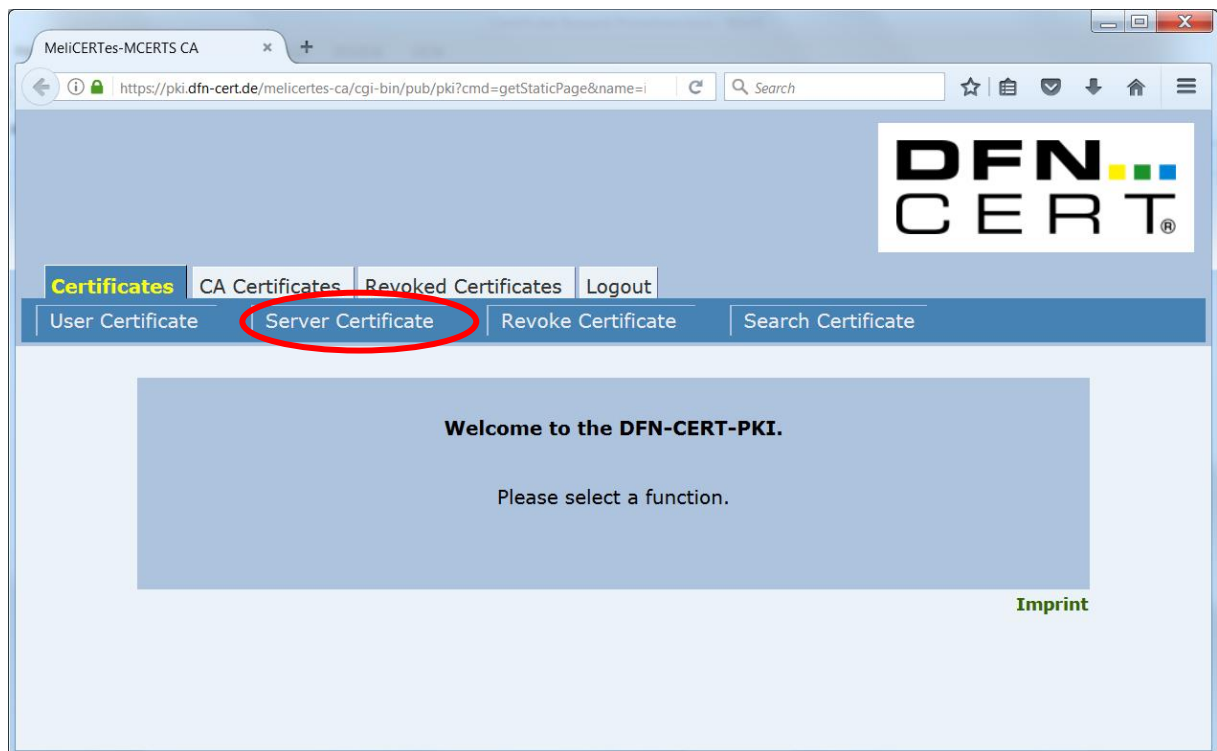 MeliCERTes-MCERTS CA
https://pki.dfn-cert.de/melicertes-ca/cgi-bin/pub/pki?cmd=getStaticPage&name=i
Search
DFN...
CERT®
Certificates CA Certificates Revoked Certificates Logout
User Certificate Server Certificate Revoke Certificate Search Certificate
Welcome to the DFN-CERT-PKI.
Please select a function.
Imprint